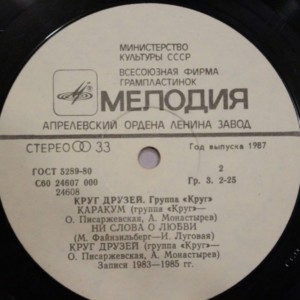 МИНИСТЕРСТВО
КУЛЬТУРЫ СССР
ВСЕСОЮЗНАЯ ФИРМА
ГРАМПЛАСТИНОК
МЕЛОДИЯ
АПРЕЛЕВСКИЙ ОРДЕНА ЛЕНИНА ЗАВОД
СТЕРЕО 33
Год выпуска 1987
ГОСТ 5289-80
2
С60 24607 000
Гр. 3. 2-25
24608
КРУГ ДРУЗЕЙ. Группа «Круг»
КАРАКУМ (группа «Круг»—
О. Писаржевская, А. Монастырев)
НИ СЛОВА О ЛЮБВИ
(М. Файнзильберг—И. Луговая)
КРУГ ДРУЗЕЙ (группа «Круг»—
О. Писаржевская, А. Монастырев)
Записи 1983—1985 гг.